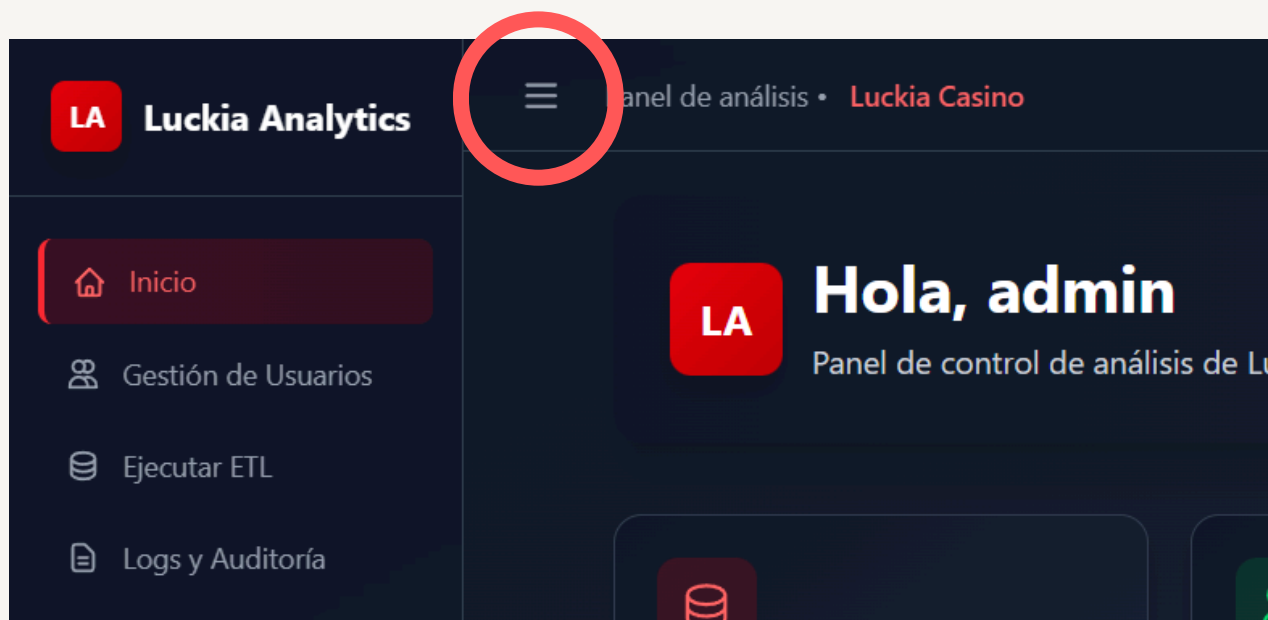 LA Luckia Analytics
Inicio
Gestión de Usuarios
Ejecutar ETL
Logs y Auditoría
anel de análisis • Luckia Casino
LA
Hola, admin
Panel de control de análisis de